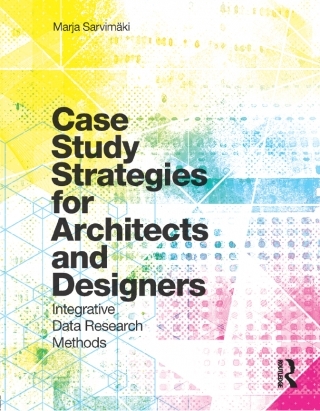 Marja Sarvimäki
Case
Study
Strategies
for
Architects
and
Designers
Integrative
Data Research
Methods
ROUTLEDGE